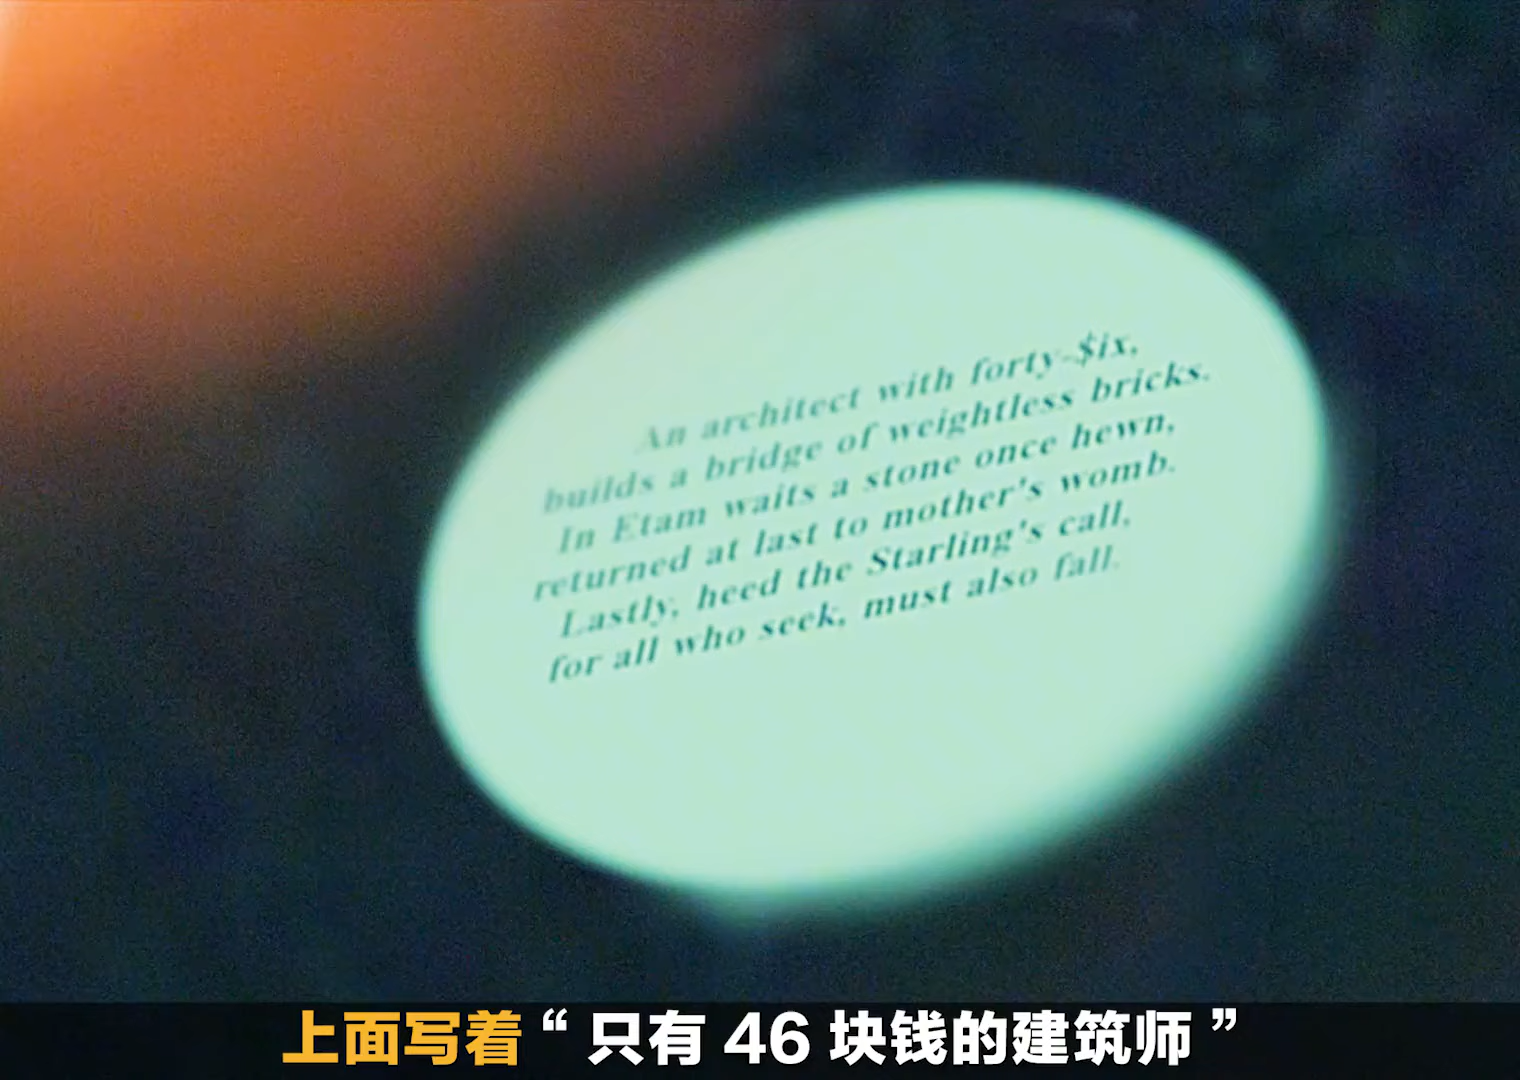 An architect with forty-$ix,
builds a bridge of weightless bricks.
In Etam waits a stone once hewn,
returned at last to mother's womb.
Lastly, heed the Starling's call,
for all who seek, must also fall.
上面写着“只有46块钱的建筑师”